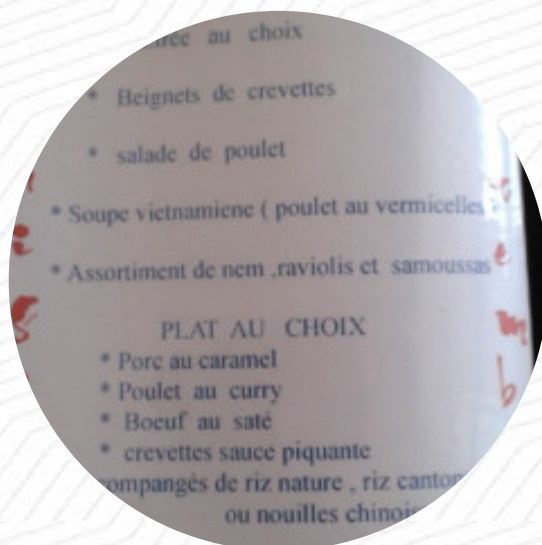 au choix
* Beignets de crevettes
* salade de poulet
* Soupe vietnamiene ( poulet au vermicelles
* Assortiment de nem .raviolis et samoussas
PLAT AU CHOIX
* Porc au caramel
* Poulet au curry
* Boeuf au saté
* crevettes sauce piquante
de riz nature , riz
ou nouilles